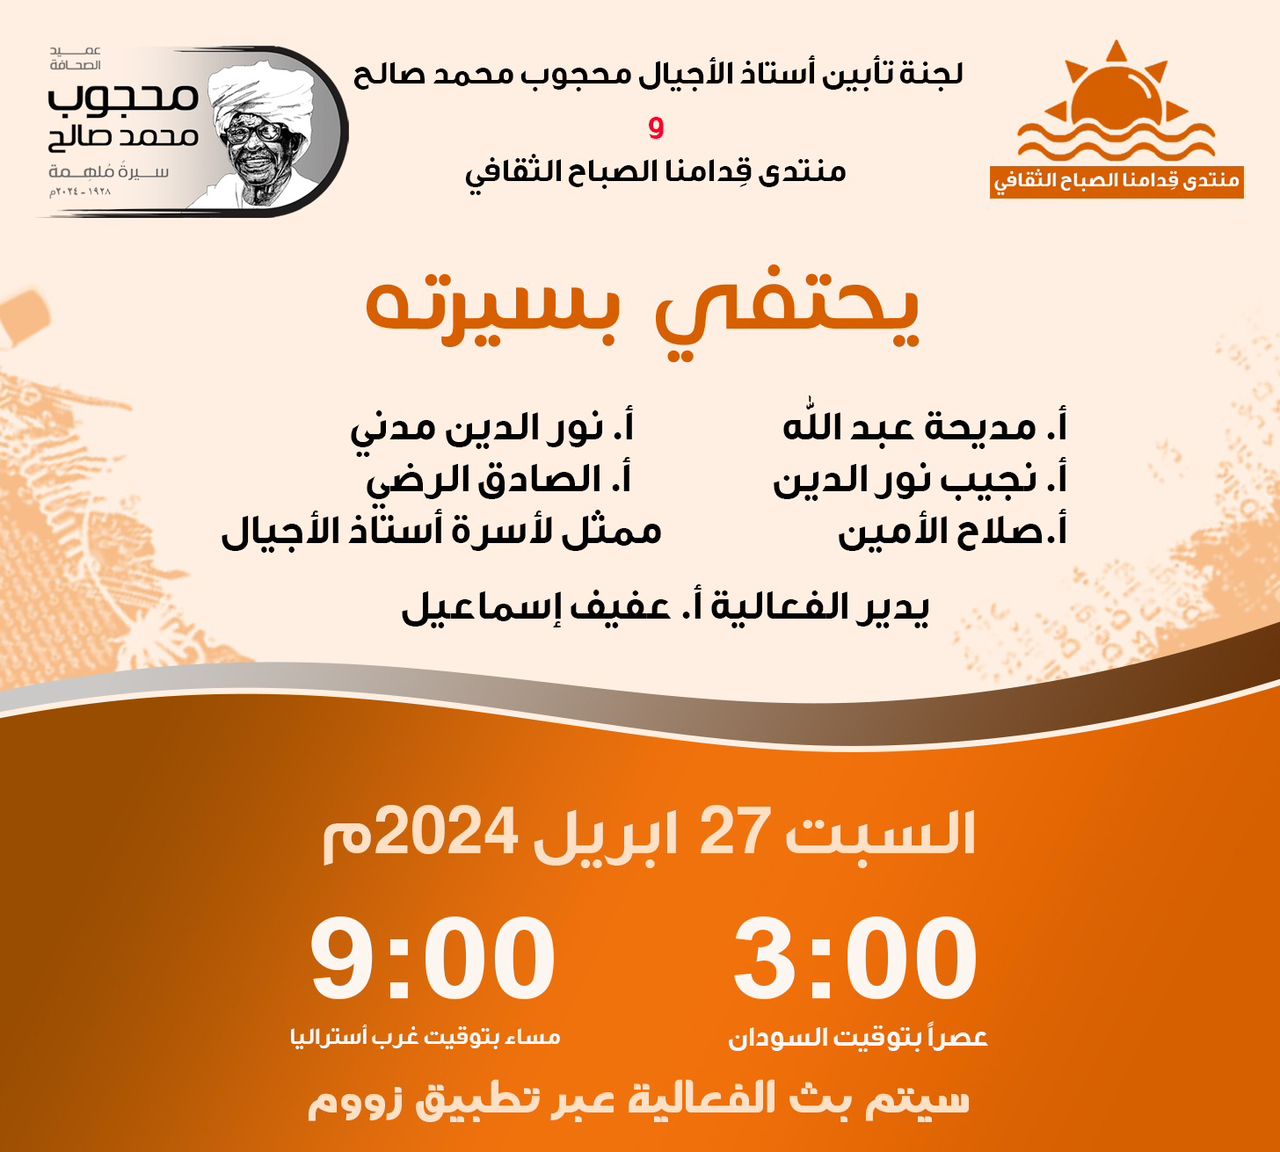 عميد
الصحافة
محجوب
محمد صالح
سيرةٌ مُلهِمة
١٩٢٨ - ٢٠٢٤م
لجنة تأبين أستاذ الأجيال محجوب محمد صالح
و
منتدى قِدامنا الصباح الثقافي
منتدى قِدامنا الصباح الثقافي
يحتفي بسيرته
أ. مديحة عبد الله
أ. نجيب نور الدين
أ.صلاح الأمين
أ. نور الدين مدني
أ. الصادق الرضي
ممثل لأسرة أستاذ الأجيال
يدير الفعالية أ. عفيف إسماعيل
السبت 27 ابريل 2024م
3:00
عصراً بتوقيت السودان
9:00
مساء بتوقيت غرب أستراليا
سيتم بث الفعالية عبر تطبيق زووم